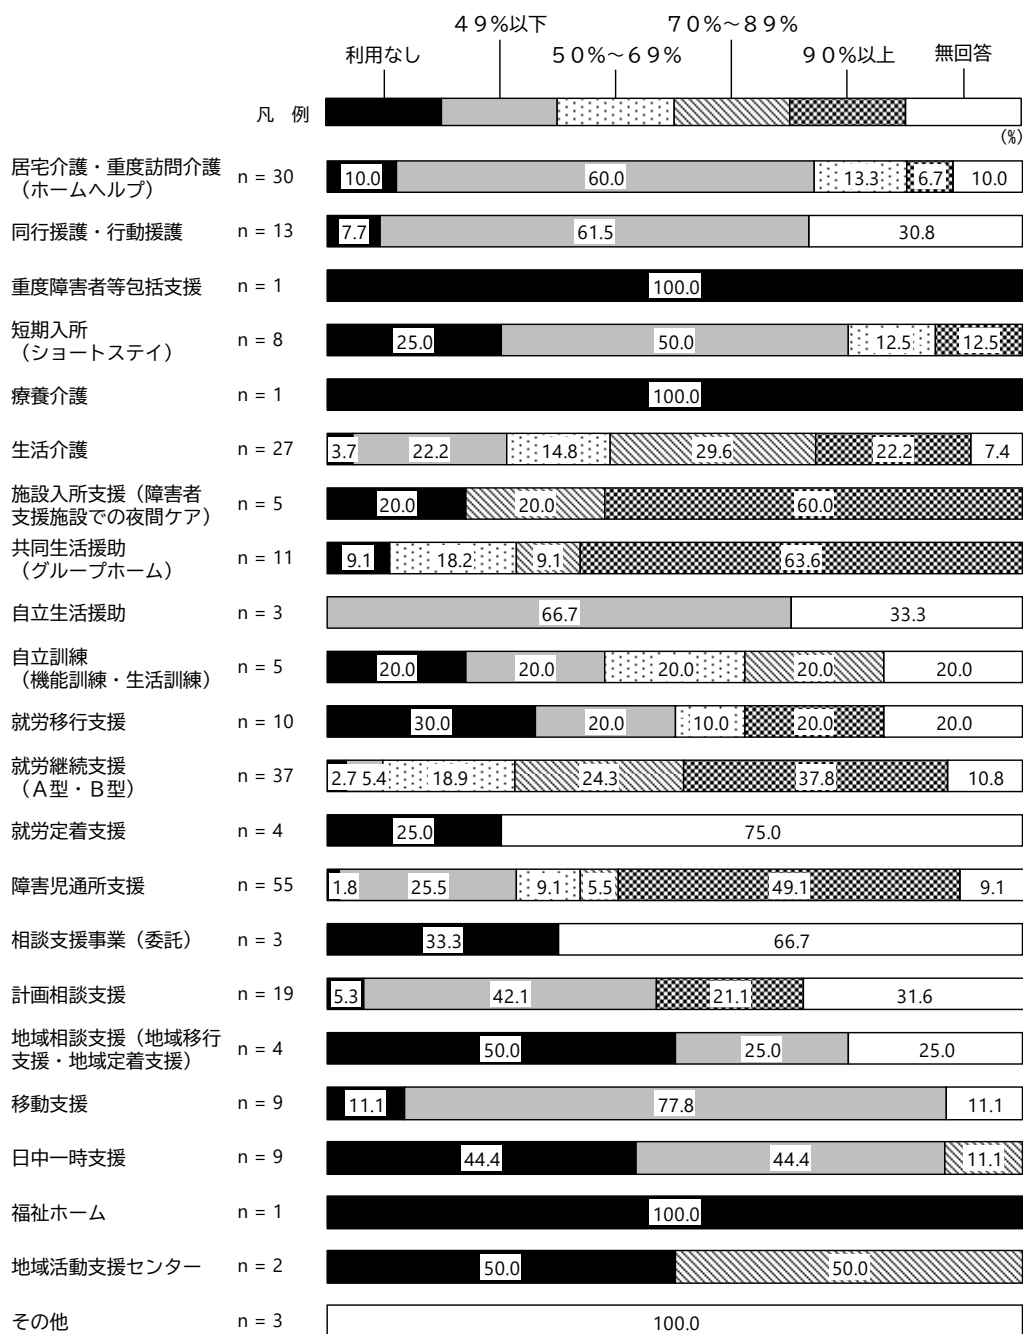 ４９%以下 ７０%～８９%
利用なし ５０%～６９% ９０%以上 無回答
凡 例
(%)
居宅介護・重度訪問介護
（ホームヘルプ） n = 30 10.0 60.0 13.3 6.7 10.0
同行援護・行動援護 n = 13 7.7 61.5 30.8
重度障害者等包括支援 n = 1 100.0
短期入所
（ショートステイ） n = 8 25.0 50.0 12.5 12.5
療養介護 n = 1 100.0
生活介護 n = 27 3.7 22.2 14.8 29.6 22.2 7.4
施設入所支援（障害者
支援施設での夜間ケア） n = 5 20.0 20.0 60.0
共同生活援助
（グループホーム） n = 11 9.1 18.2 9.1 63.6
自立生活援助 n = 3 66.7 33.3
自立訓練
（機能訓練・生活訓練） n = 5 20.0 20.0 20.0 20.0 20.0
就労移行支援 n = 10 30.0 20.0 10.0 20.0 20.0
就労継続支援
（Ａ型・Ｂ型） n = 37 2.7 5.4 18.9 24.3 37.8 10.8
就労定着支援 n = 4 25.0 75.0
障害児通所支援 n = 55 1.8 25.5 9.1 5.5 49.1 9.1
相談支援事業（委託） n = 3 33.3 66.7
計画相談支援 n = 19 5.3 42.1 21.1 31.6
地域相談支援（地域移行
支援・地域定着支援） n = 4 50.0 25.0 25.0
移動支援 n = 9 11.1 77.8 11.1
日中一時支援 n = 9 44.4 44.4 11.1
福祉ホーム n = 1 100.0
地域活動支援センター n = 2 50.0 50.0
その他 n = 3 100.0